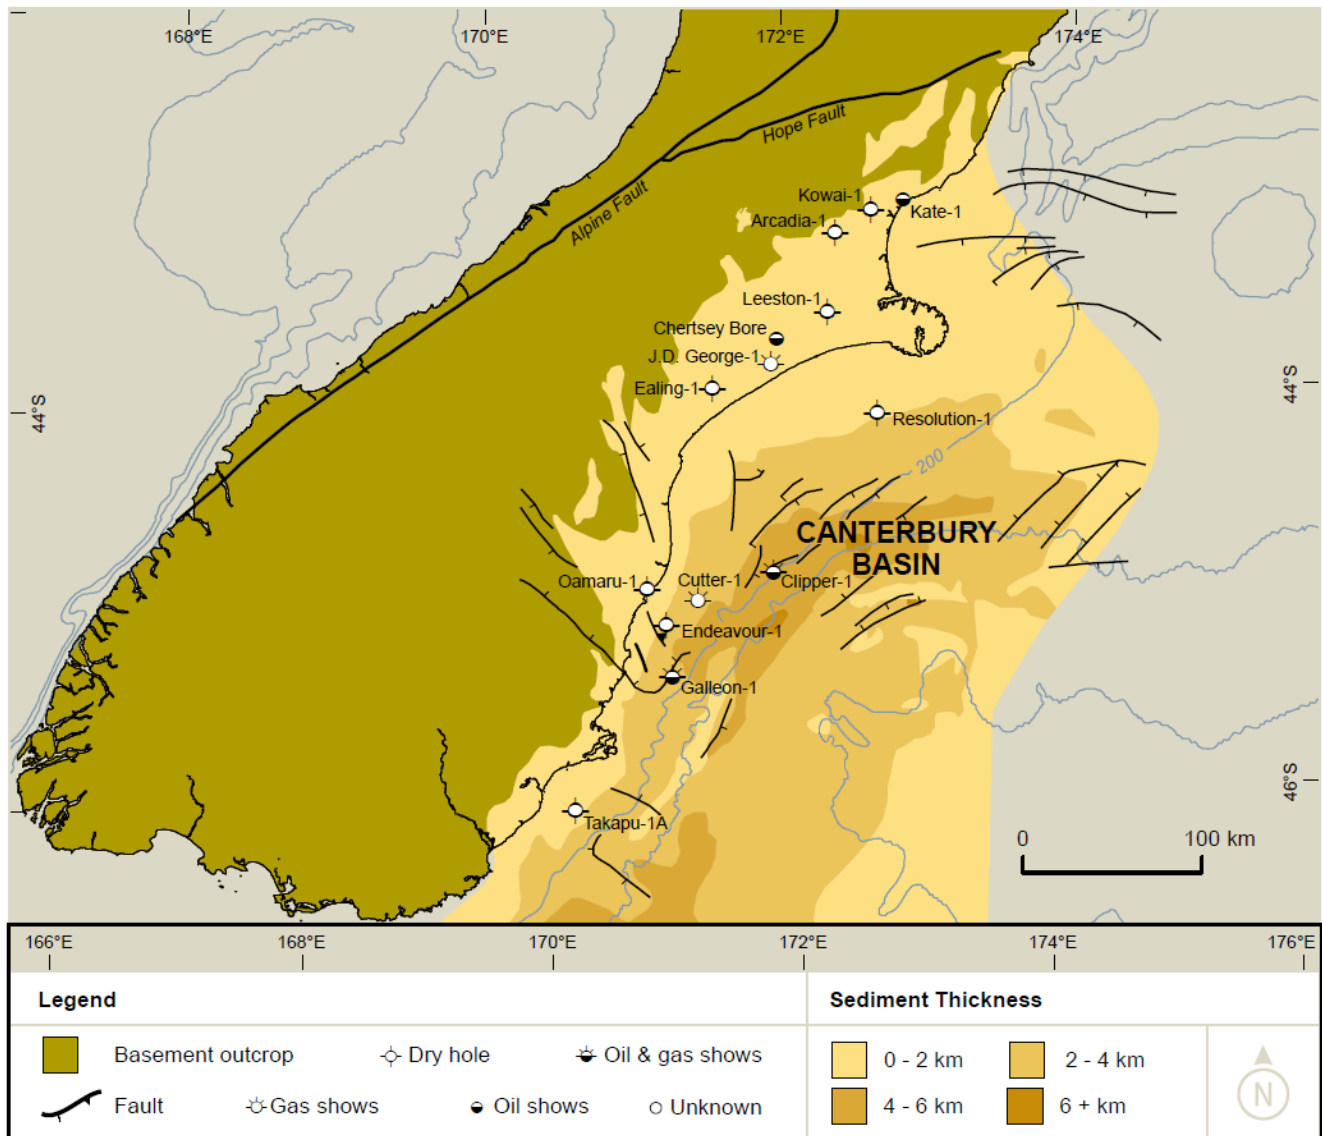 168°E
170°E
172°E
174°E
Hope Fault
Alpine Fault
Kowai-1
Kate-1
Arcadia-1
Leeston-1
Chertsey Bore
J.D. George-1
Ealing-1
Resolution-1
44°S
44°S
200
CANTERBURY
BASIN
Oamaru-1
Cutter-1
Clipper-1
Endeavour-1
Galleon-1
46°S
Takapu-1A
0
100 km
166°E
168°E
170°E
172°E
174°E
176°E
Legend
Basement outcrop
Dry hole
Oil & gas shows
Fault
Gas shows
Oil shows
Unknown
Sediment Thickness
0 - 2 km
2 - 4 km
4 - 6 km
6 + km
N